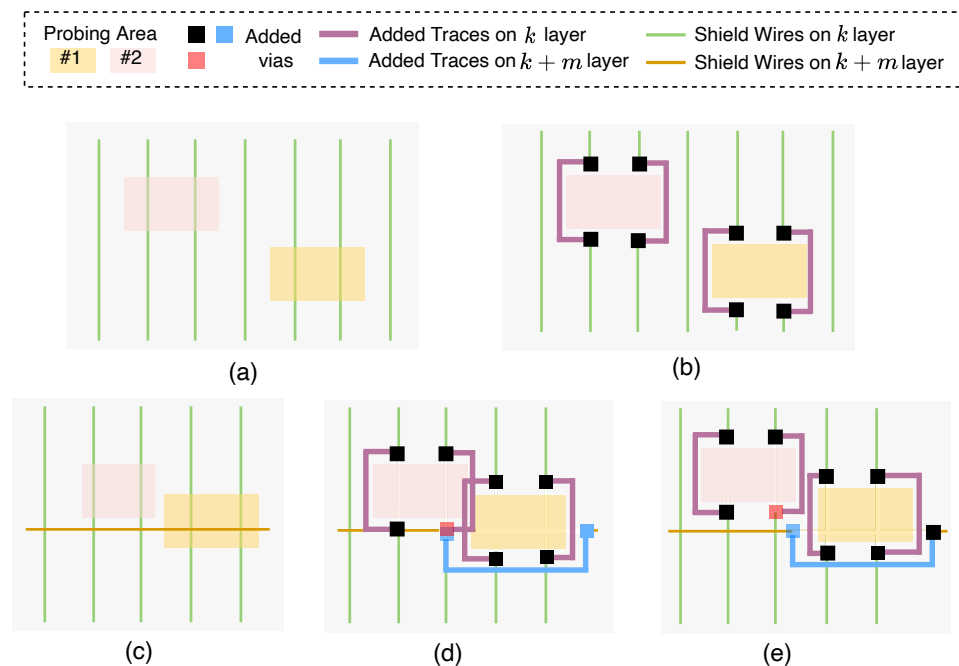 Probing Area
#1 #2
Added
vias
Added Traces on k layer
Added Traces on k + m layer
Shield Wires on k layer
Shield Wires on k + m layer
(a)
(b)
(c)
(d)
(e)